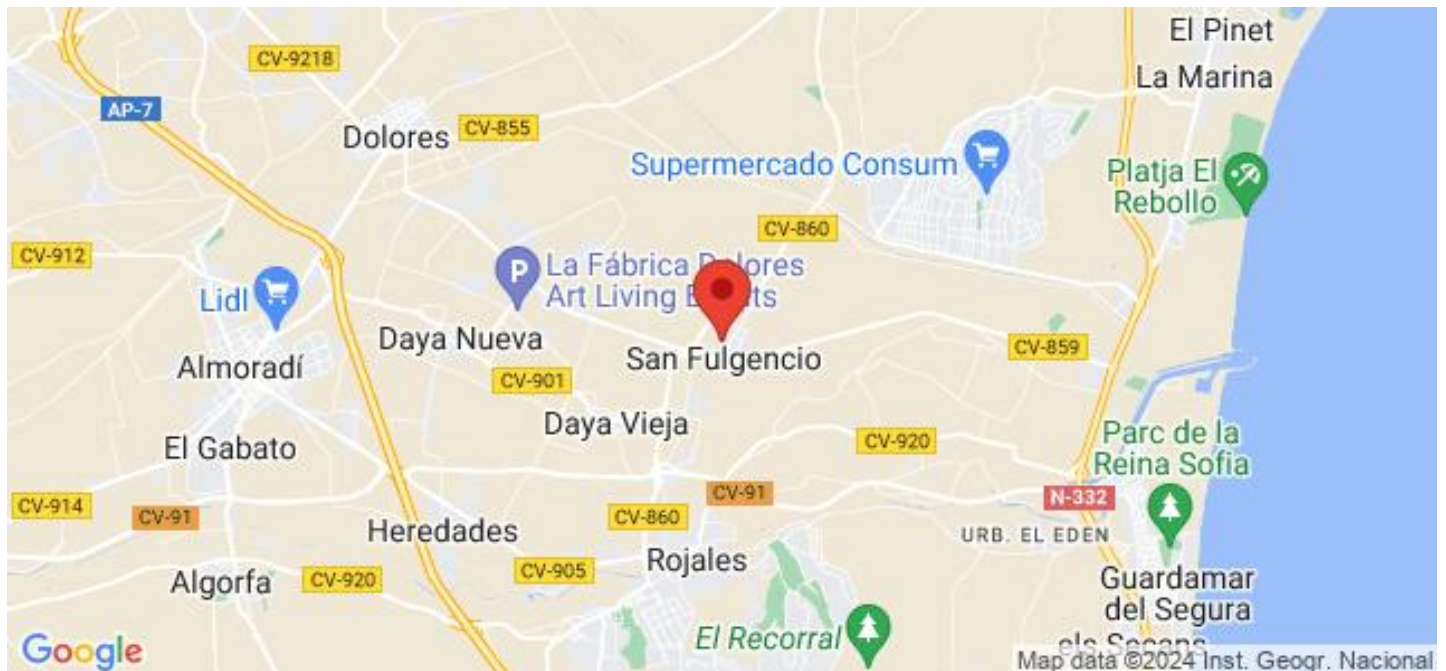 El Pinet
CV-9218
La Marina
AP-7
Dolores
CV-855
Supermercado Consum
Platja El
Rebollo
CV-860
CV-912
La Fábrica Dolores
Art Living Events
Lidl
Daya Nueva
CV-859
San Fulgencio
Almoradí
CV-901
Daya Vieja
Parc de la
Reina Sofia
CV-920
El Gabato
CV-91
N-332
CV-914
CV-91
CV-860
Heredades
URB. EL EDEN
Rojales
CV-905
Algorfa
CV-920
Guardamar
del Segura
El Recorral
els Secans
Google
Map data ©2024 Inst. Geogr. Nacional